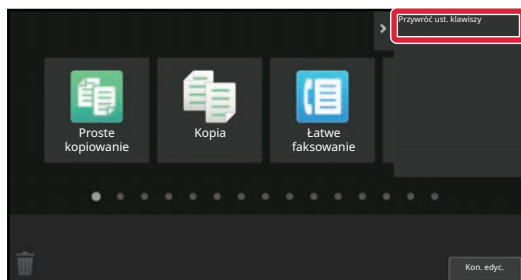 Przywróć ust. klawiszy
Proste
kopiowanie
Kopia
Łatwe
faksowanie
Kon. edyc.